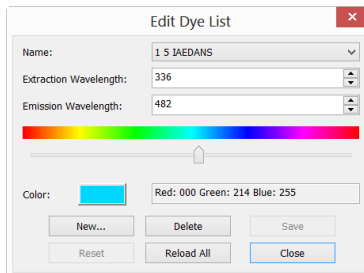 Edit Dye List
Name: 1 5 IAEDANS
Extraction Wavelength: 336
Emission Wavelength: 482
Color: Red: 000 Green: 214 Blue: 255
New... Delete Save
Reset Reload All Close